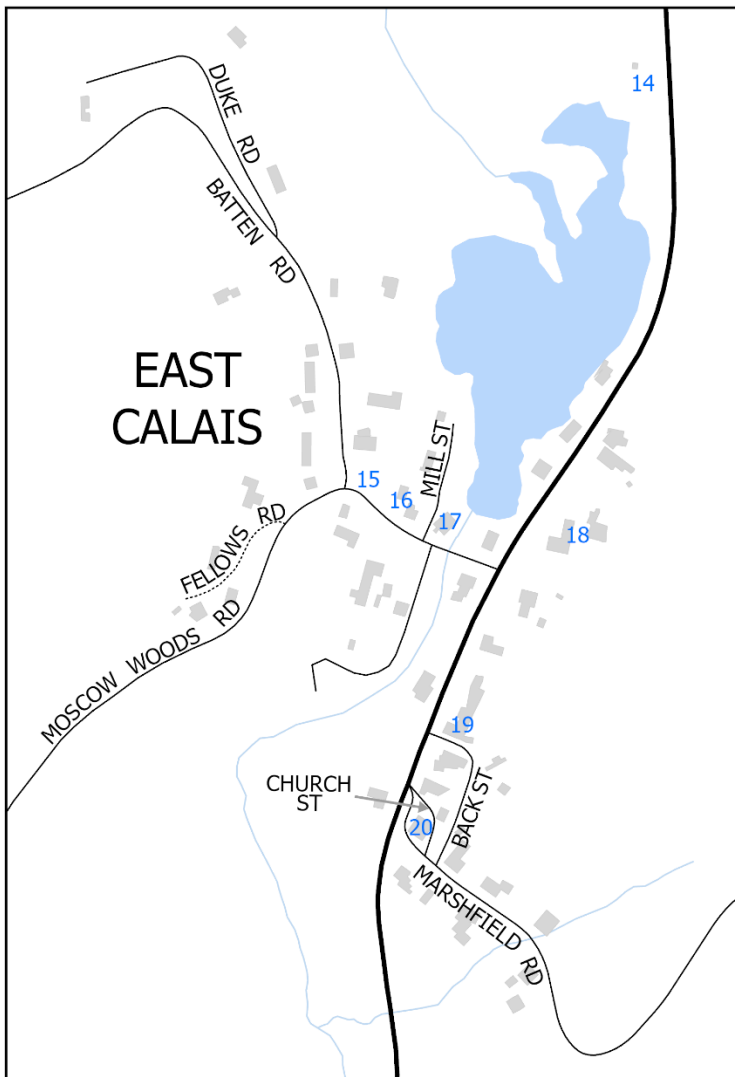 14
DUKE RD
BATTEN RD
EAST
CALAIS
MILL ST
15
16
17
18
FELLOWS RD
MOSCOW WOODS RD
19
CHURCH
ST
BACK ST
20
MARSHFIELD RD